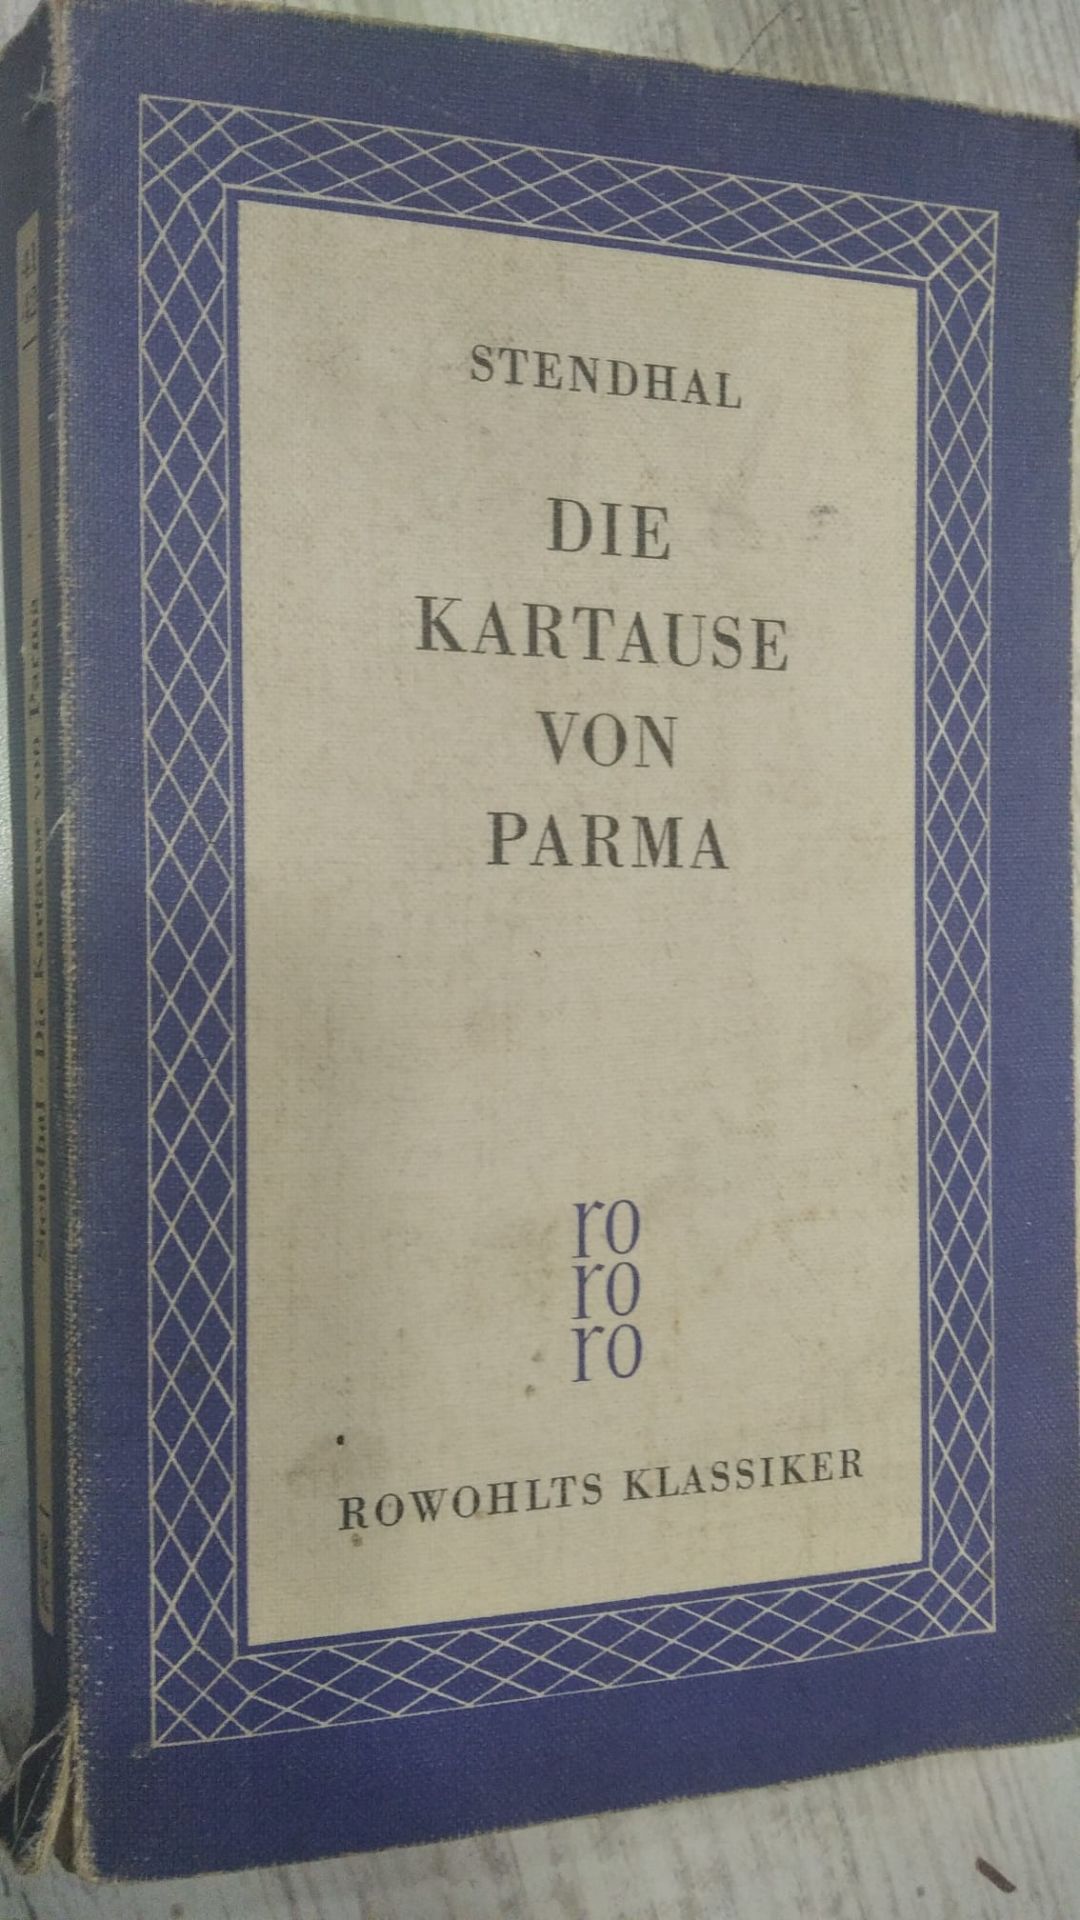 STENDHAL
DIE
KARTAUSE
VON
PARMA
ro
ro
ro
ROWOHLTS KLASSIKER
Stendhal · Die Kartause von Parma